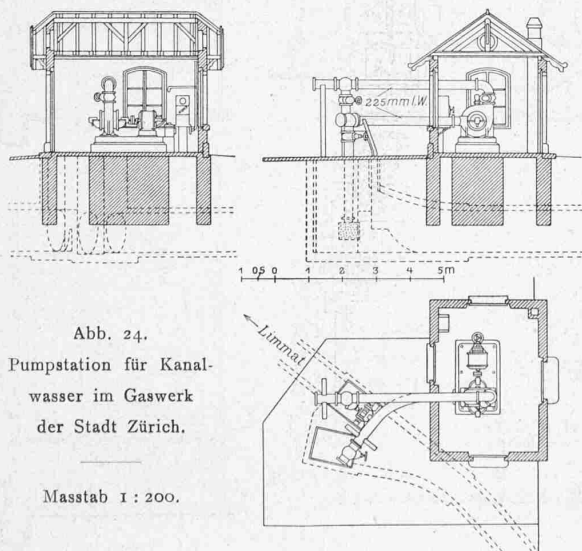 225 mm l.W.
1 0,5 0 1 2 3 4 5 m
Limmat
Abb. 24.
Pumpstation für Kanal-
wasser im Gaswerk
der Stadt Zürich.
Masstab 1 : 200.